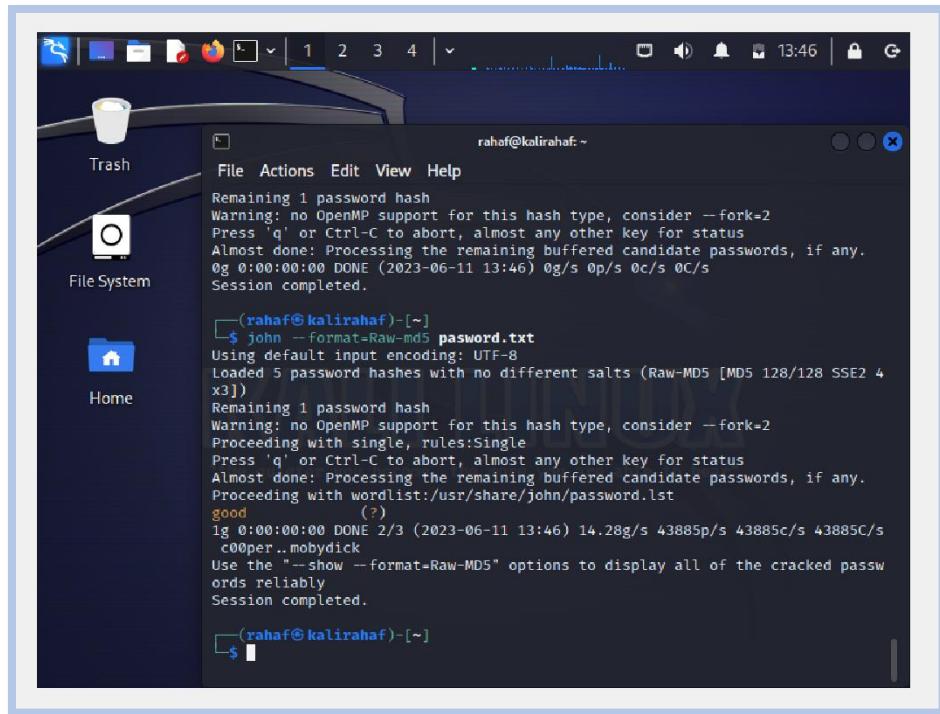 1 2 3 4 13:46
Trash
File System
Home
rahaf@kalirahaf: ~
File Actions Edit View Help
Remaining 1 password hash
Warning: no OpenMP support for this hash type, consider --fork=2
Press 'q' or Ctrl-C to abort, almost any other key for status
Almost done: Processing the remaining buffered candidate passwords, if any.
0g 0:00:00:00 DONE (2023-06-11 13:46) 0g/s 0p/s 0c/s 0C/s
Session completed.
(rahaf㉿kalirahaf)-[~]
$ john --format=Raw-md5 pasword.txt
Using default input encoding: UTF-8
Loaded 5 password hashes with no different salts (Raw-MD5 [MD5 128/128 SSE2 4
x3])
Remaining 1 password hash
Warning: no OpenMP support for this hash type, consider --fork=2
Proceeding with single, rules:Single
Press 'q' or Ctrl-C to abort, almost any other key for status
Almost done: Processing the remaining buffered candidate passwords, if any.
Proceeding with wordlist:/usr/share/john/password.lst
good (?)
1g 0:00:00:00 DONE 2/3 (2023-06-11 13:46) 14.28g/s 43885p/s 43885c/s 43885C/s
c00per..mobydick
Use the "--show --format=Raw-MD5" options to display all of the cracked passw
ords reliably
Session completed.
(rahaf㉿kalirahaf)-[~]
$